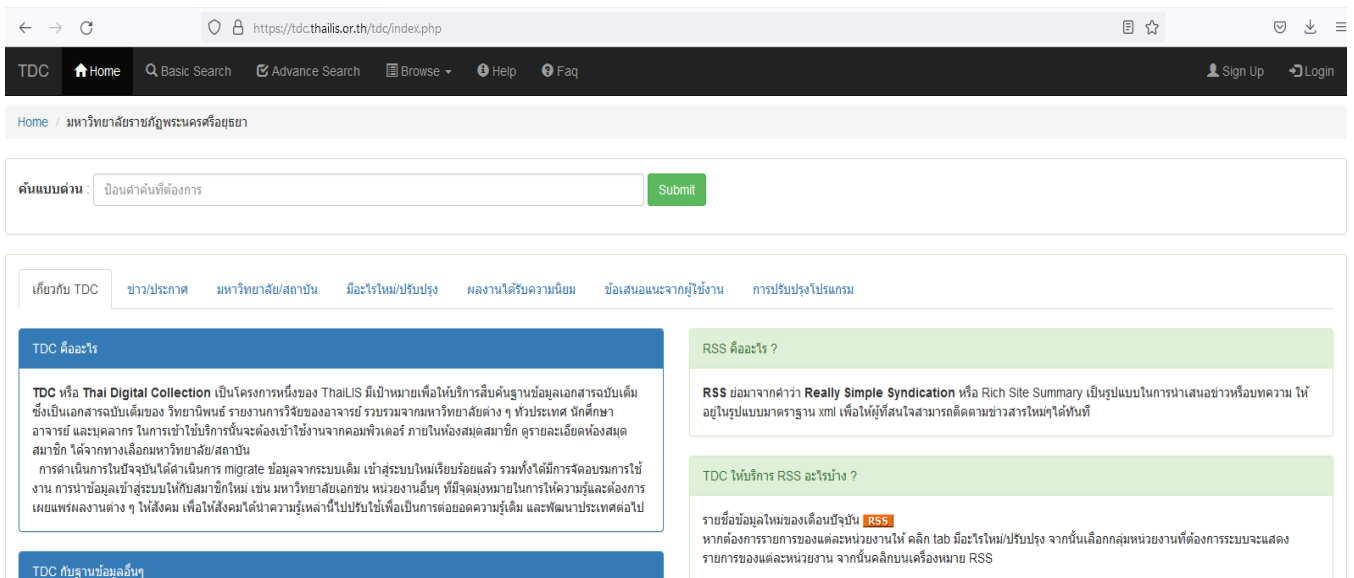 https://tdc.thailis.or.th/tdc/index.php
TDC Home Basic Search Advance Search Browse Help Faq Sign Up Login
Home / มหาวิทยาลัยราชภัฏพระนครศรีอยุธยา
ค้นแบบด่วน : ป้อนคำค้นที่ต้องการ Submit
เกี่ยวกับ TDC ข่าว/ประกาศ มหาวิทยาลัย/สถาบัน มีอะไรใหม่/ปรับปรุง ผลงานได้รับความนิยม ข้อเสนอแนะจากผู้ใช้งาน การปรับปรุงโปรแกรม
TDC คืออะไร
TDC หรือ Thai Digital Collection เป็นโครงการหนึ่งของ ThaiLIS มีเป้าหมายเพื่อให้บริการสืบค้นฐานข้อมูลเอกสารฉบับเต็ม
ซึ่งเป็นเอกสารฉบับเต็มของ วิทยานิพนธ์ รายงานการวิจัยของอาจารย์ รวบรวมจากมหาวิทยาลัยต่าง ๆ ทั่วประเทศ นักศึกษา
อาจารย์ และบุคลากร ในการเข้าใช้บริการนั้นจะต้องเข้าใช้งานจากคอมพิวเตอร์ ภายในห้องสมุดสมาชิก ดูรายละเอียดห้องสมุด
สมาชิก ได้จากทางเลือกมหาวิทยาลัย/สถาบัน
การดำเนินการในปัจจุบันได้ดำเนินการ migrate ข้อมูลจากระบบเดิม เข้าสู่ระบบใหม่เรียบร้อยแล้ว รวมทั้งได้มีการจัดอบรมการใช้
งาน การนำข้อมูลเข้าสู่ระบบให้กับสมาชิกใหม่ เช่น มหาวิทยาลัยเอกชน หน่วยงานอื่นๆ ที่มีจุดมุ่งหมายในการให้ความรู้และต้องการ
เผยแพร่ผลงานต่าง ๆ ให้สังคม เพื่อให้สังคมได้นำความรู้เหล่านี้ไปปรับใช้เพื่อเป็นการต่อยอดความรู้เดิม และพัฒนาประเทศต่อไป
TDC กับฐานข้อมูลอื่นๆ
RSS คืออะไร ?
RSS ย่อมาจากคำว่า Really Simple Syndication หรือ Rich Site Summary เป็นรูปแบบในการนำเสนอข่าวหรือบทความ ให้
อยู่ในรูปแบบมาตราฐาน xml เพื่อให้ผู้ที่สนใจสามารถติดตามข่าวสารใหม่ๆได้ทันที
TDC ให้บริการ RSS อะไรบ้าง ?
รายชื่อข้อมูลใหม่ของเดือนปัจุบัน RSS
หากต้องการรายการของแต่ละหน่วยงานให้ คลิก tab มีอะไรใหม่/ปรับปรุง จากนั้นเลือกกลุ่มหน่วยงานที่ต้องการระบบจะแสดง
รายการของแต่ละหน่วยงาน จากนั้นคลิกบนเครื่องหมาย RSS